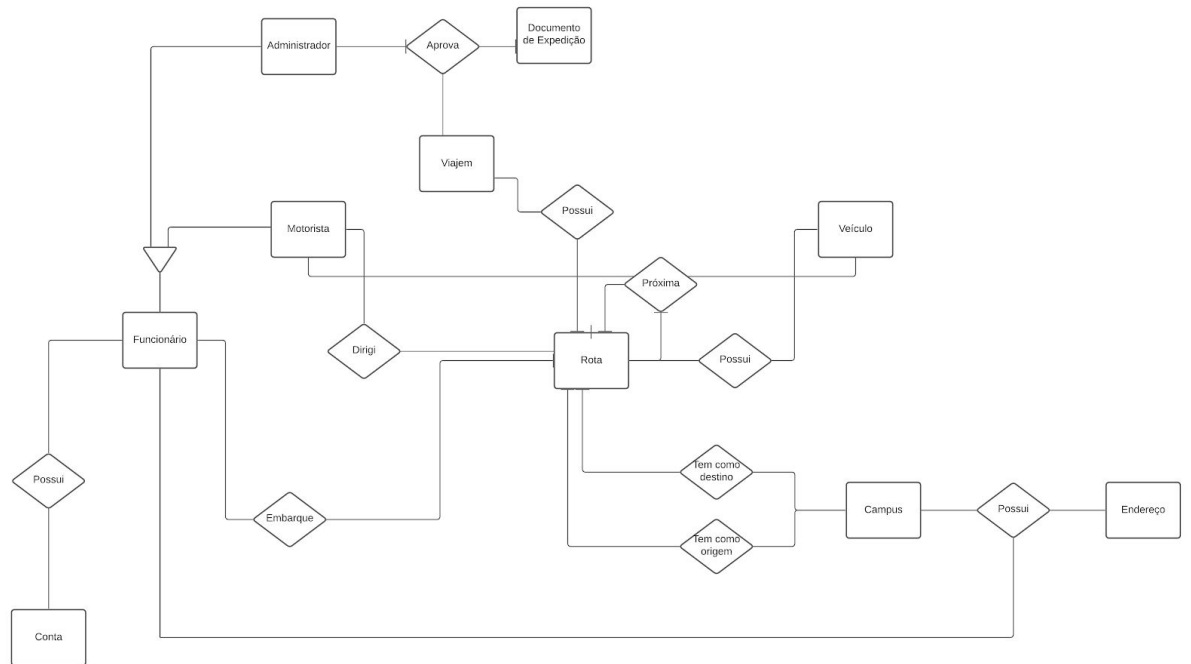 Documento
de Expedição
Administrador
Aprova
Viajem
Possui
Motorista
Veículo
Próxima
Funcionário
Dirigi
Rota
Possui
Tem como
destino
Possui
Campus
Possui
Endereço
Embarque
Tem como
origem
Conta